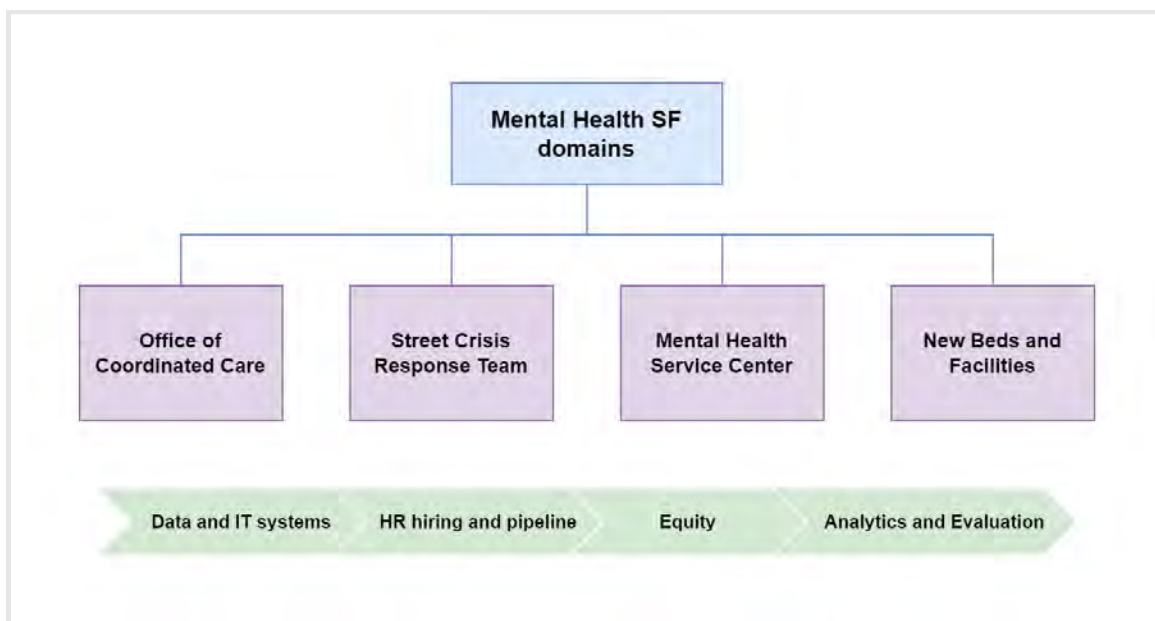 Mental Health SF
domains
Office of
Coordinated Care
Street Crisis
Response Team
Mental Health
Service Center
New Beds and
Facilities
Data and IT systems
HR hiring and pipeline
Equity
Analytics and Evaluation